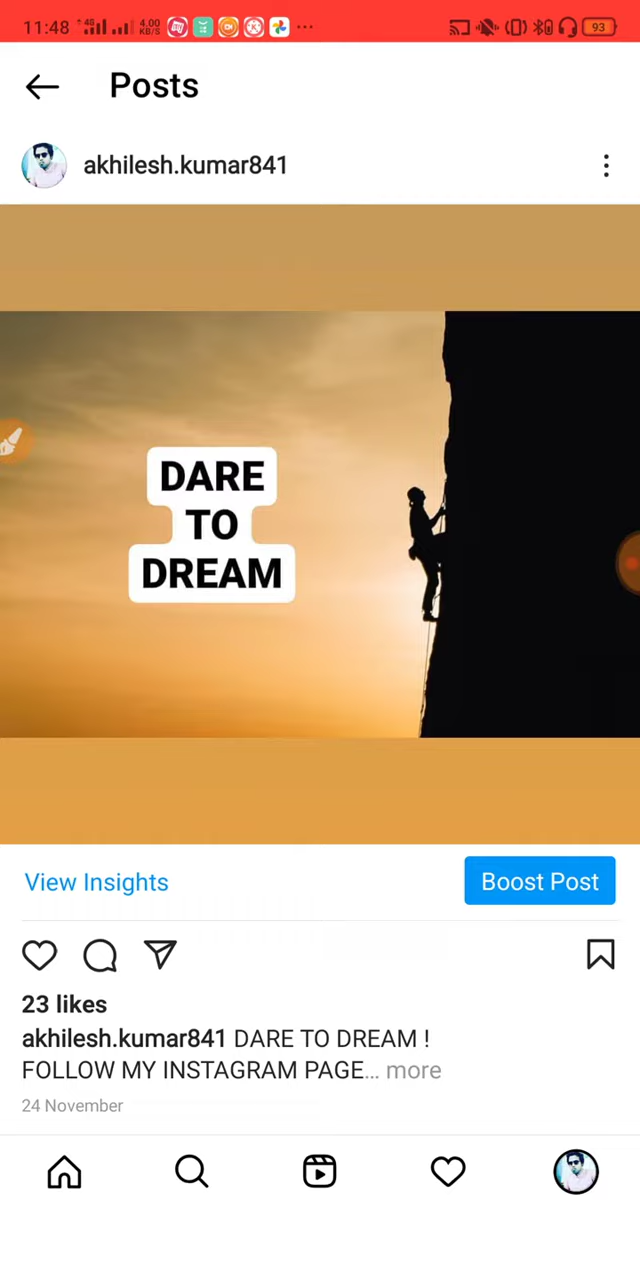 11:48 4G 4.00 KB/S 93
Posts
akhilesh.kumar841
DARE
TO
DREAM
View Insights
Boost Post
23 likes
akhilesh.kumar841 DARE TO DREAM !
FOLLOW MY INSTAGRAM PAGE... more
24 November